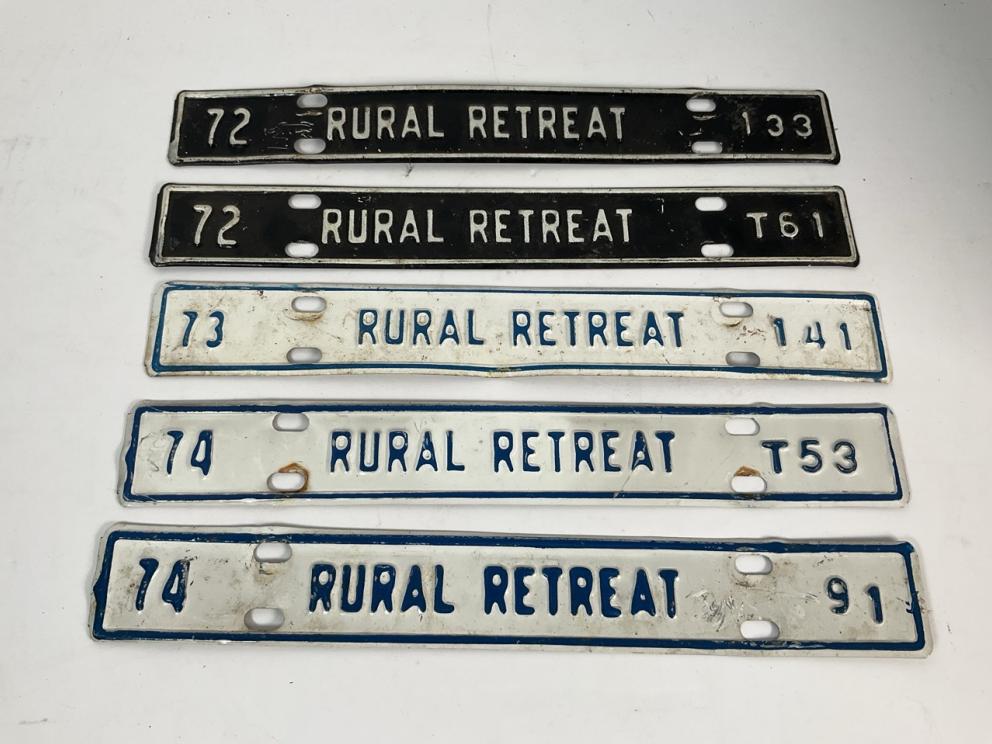 72 RURAL RETREAT 133
72 RURAL RETREAT T61
73 RURAL RETREAT 141
74 RURAL RETREAT T53
74 RURAL RETREAT 91